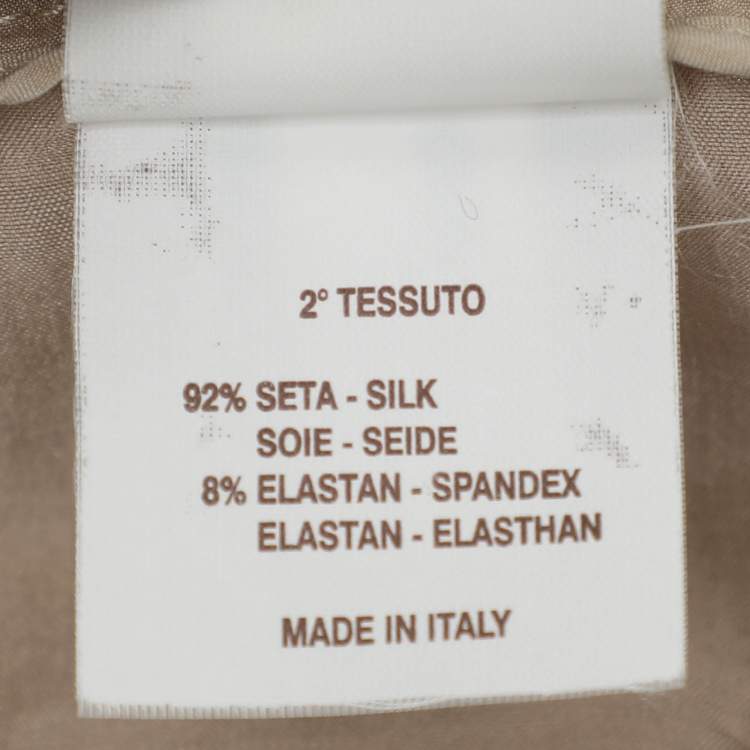 2° TESSUTO
92% SETA - SILK
SOIE - SEIDE
8% ELASTAN - SPANDEX
ELASTAN - ELASTHAN
MADE IN ITALY